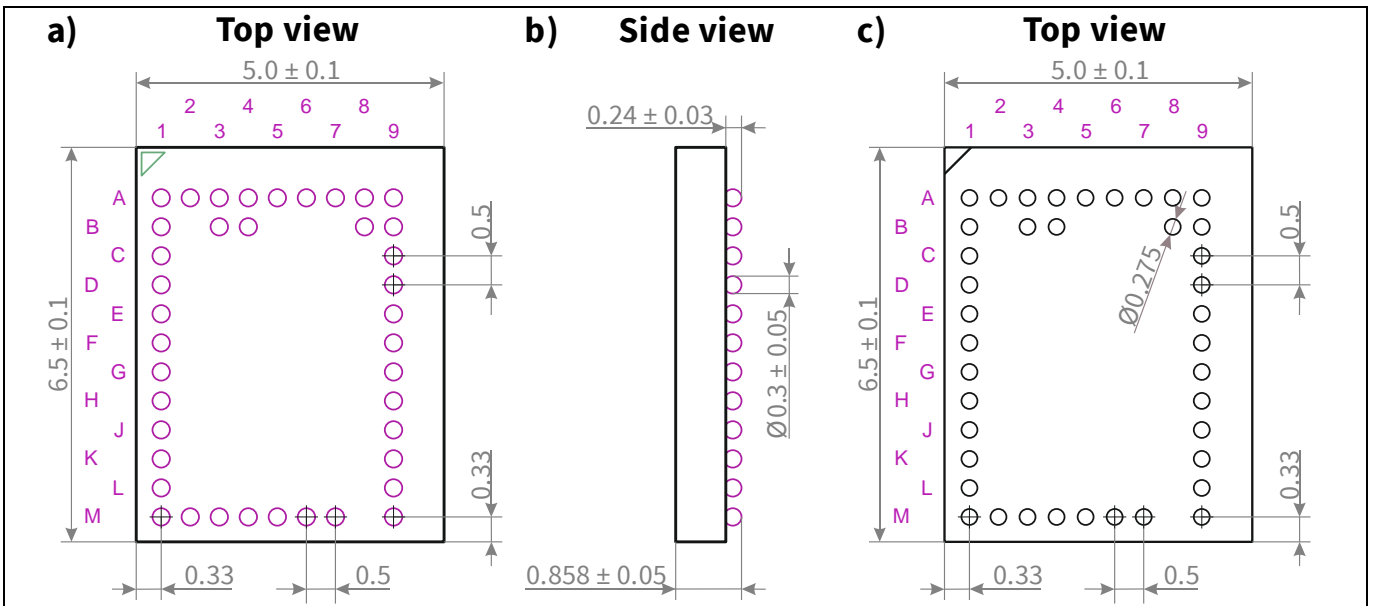 a) Top view b) Side view c) Top view
5.0 ± 0.1 5.0 ± 0.1
2 4 6 8 0.24 ± 0.03 2 4 6 8
1 3 5 7 9 1 3 5 7 9
A A
B 0.5 B 0.5
C C
D D Ø0.275
E E
6.5 ± 0.1 F Ø0.3 ± 0.05 6.5 ± 0.1 F
G G
H H
J J
K K
L 0.33 L 0.33
M M
0.33 0.5 0.858 ± 0.05 0.33 0.5